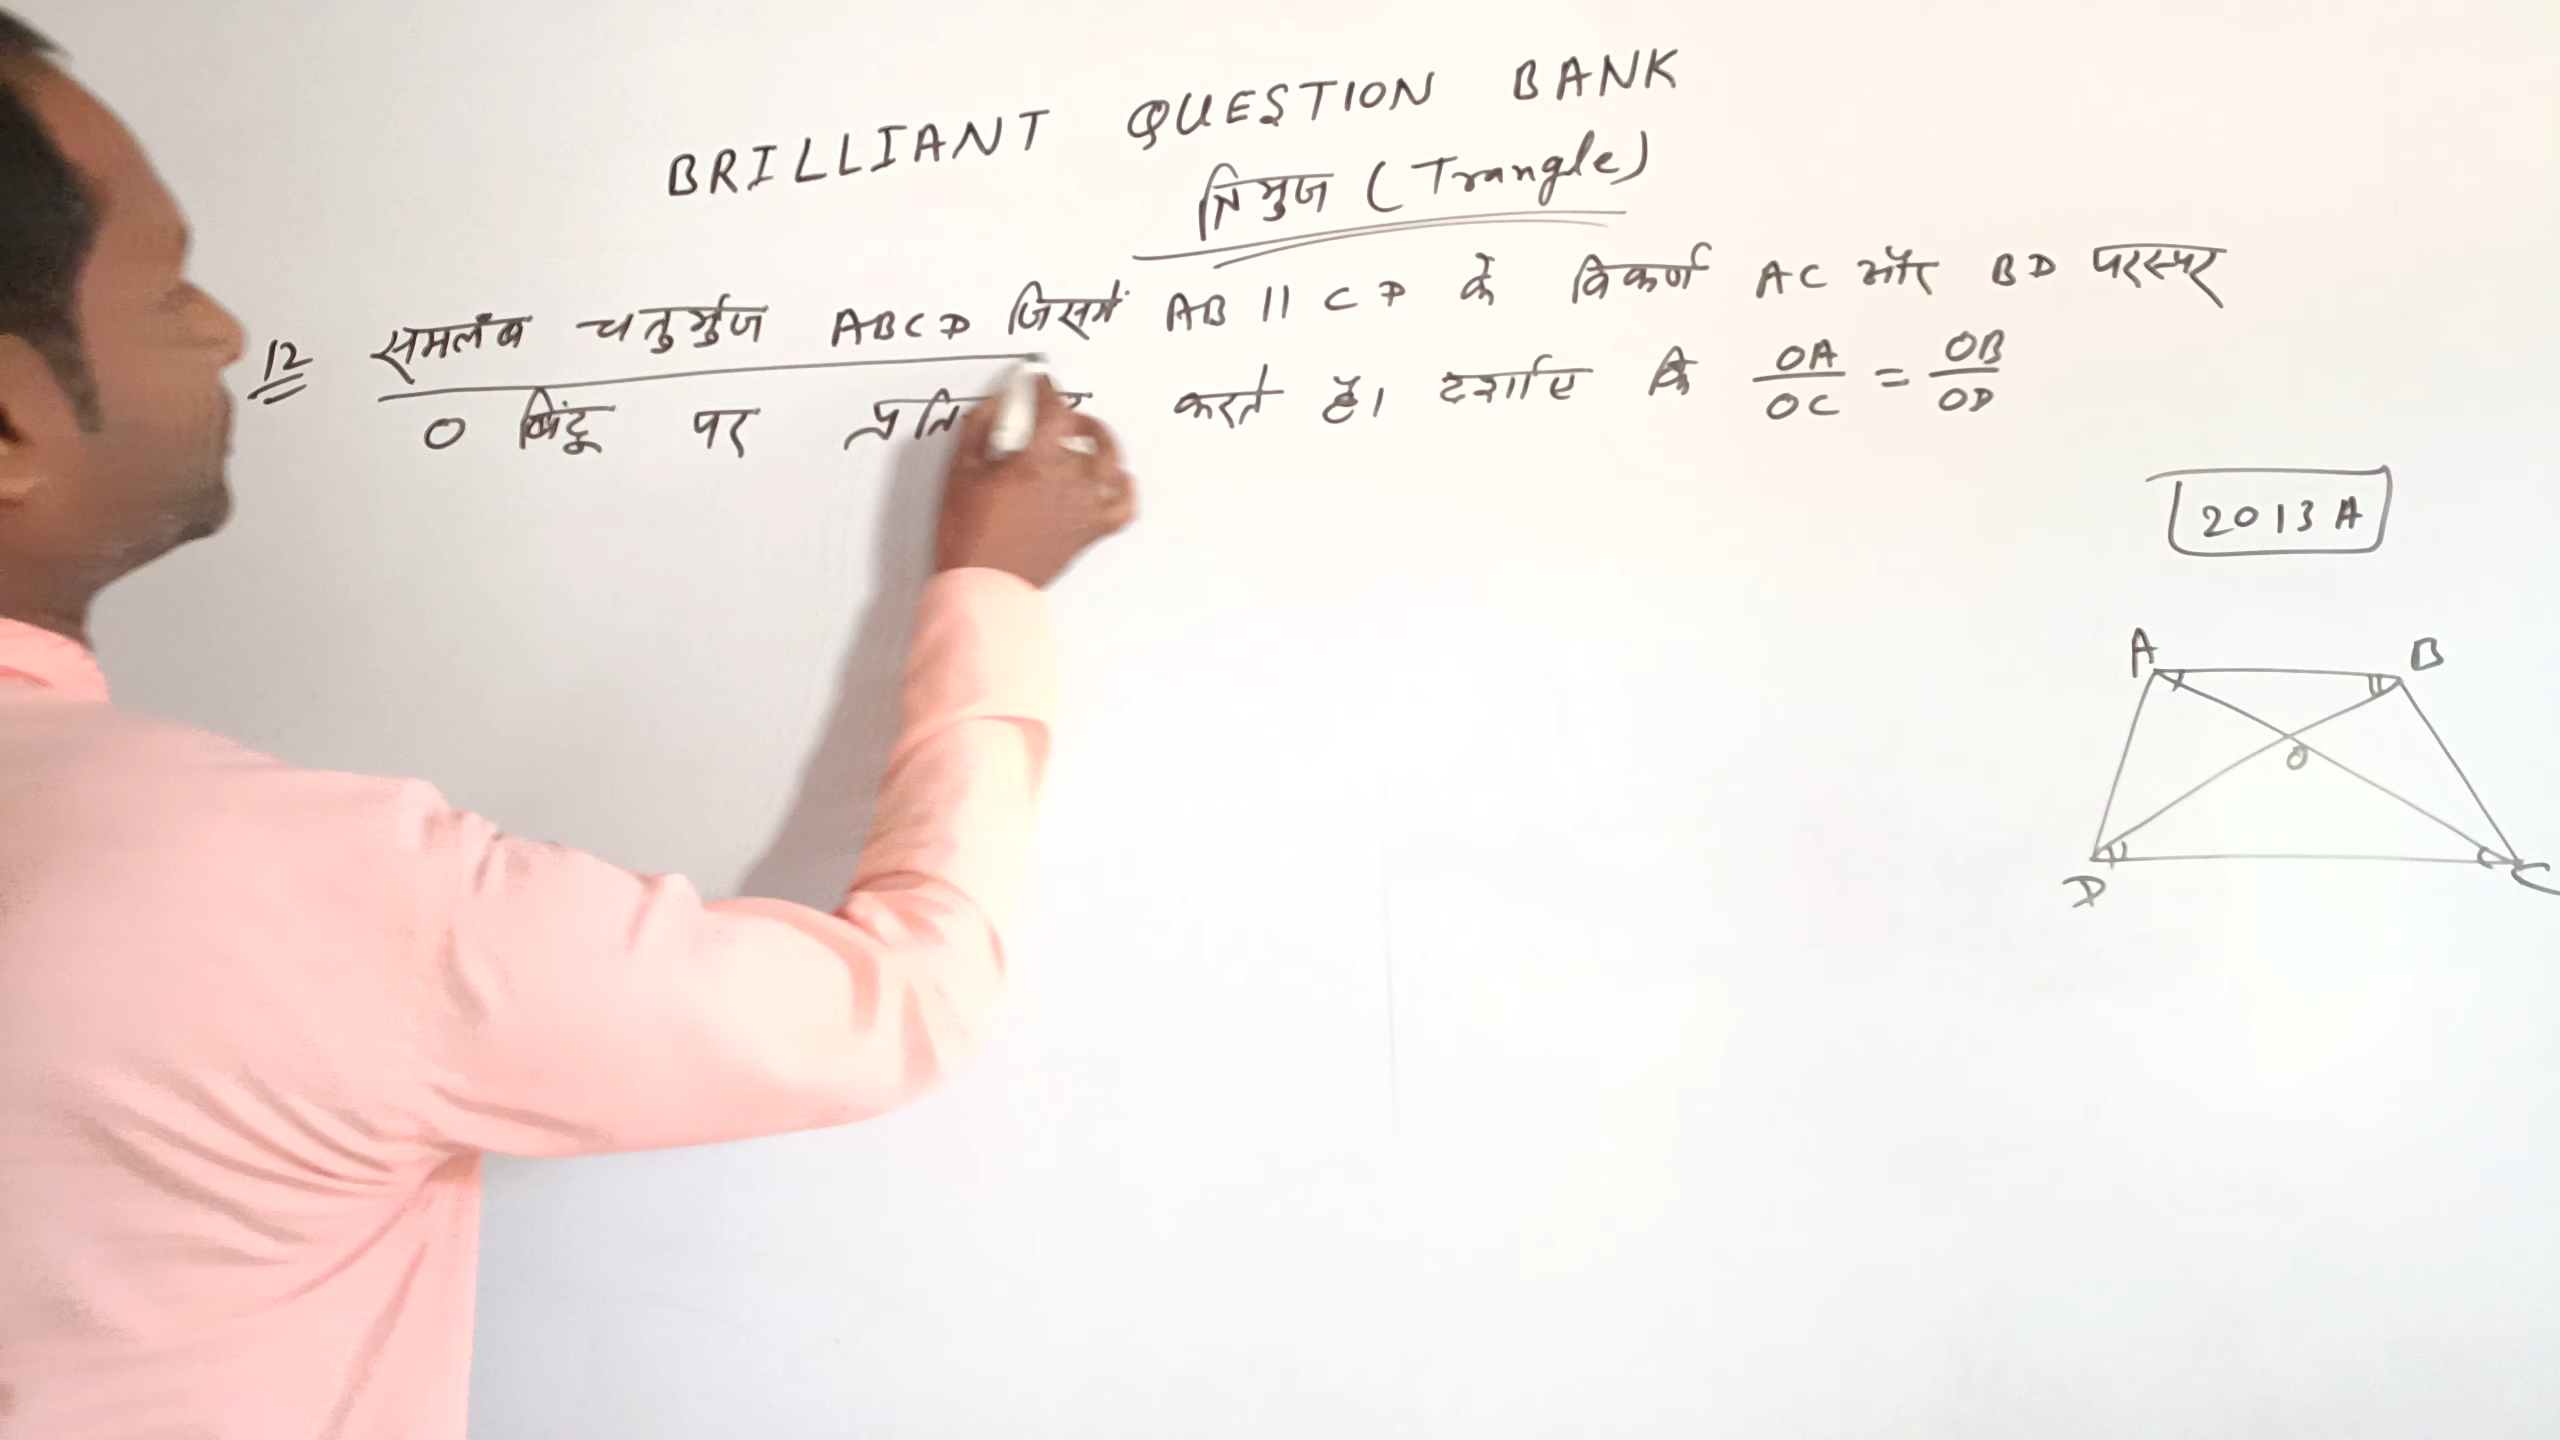 BRILLIANT QUESTION BANK
त्रिभुज (Trangle)
12 समलंब चतुर्भुज ABCD जिसमें AB || CD के विकर्ण AC और BD परस्पर
O बिंदू पर करते हैं। दर्शाए कि OA/OC = OB/OD
2013 A
A B
O
D C